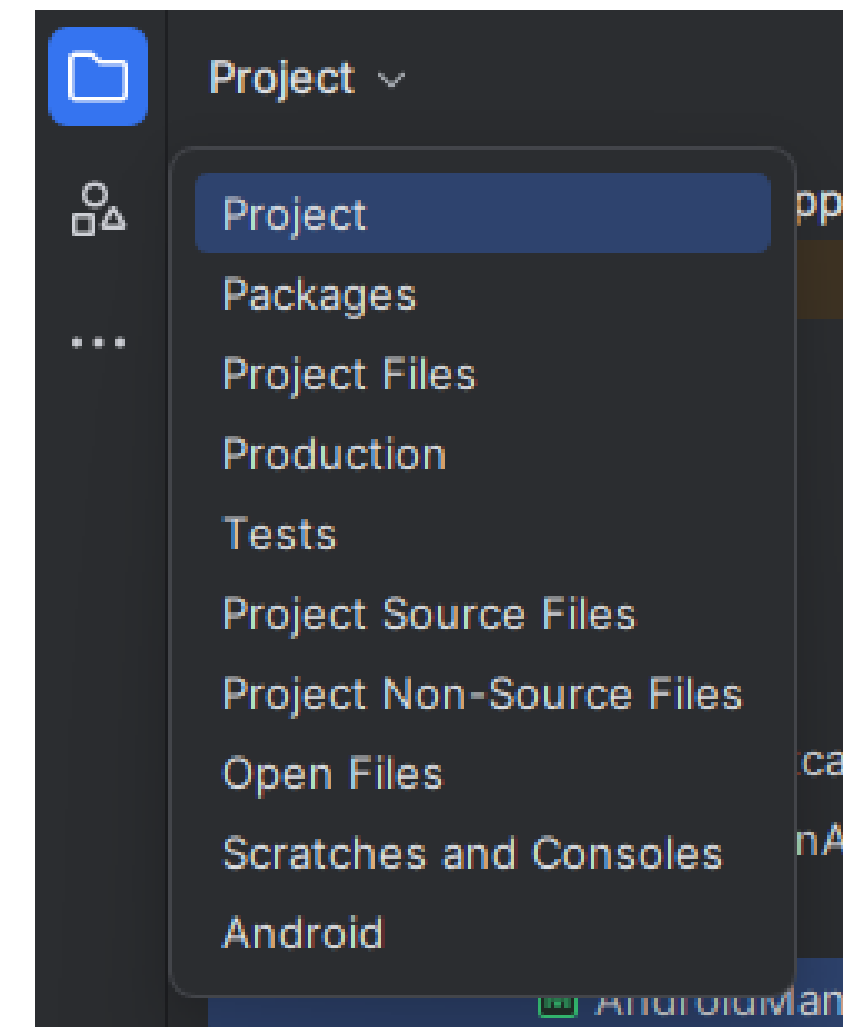 Project
Project
Packages
Project Files
Production
Tests
Project Source Files
Project Non-Source Files
Open Files
Scratches and Consoles
Android